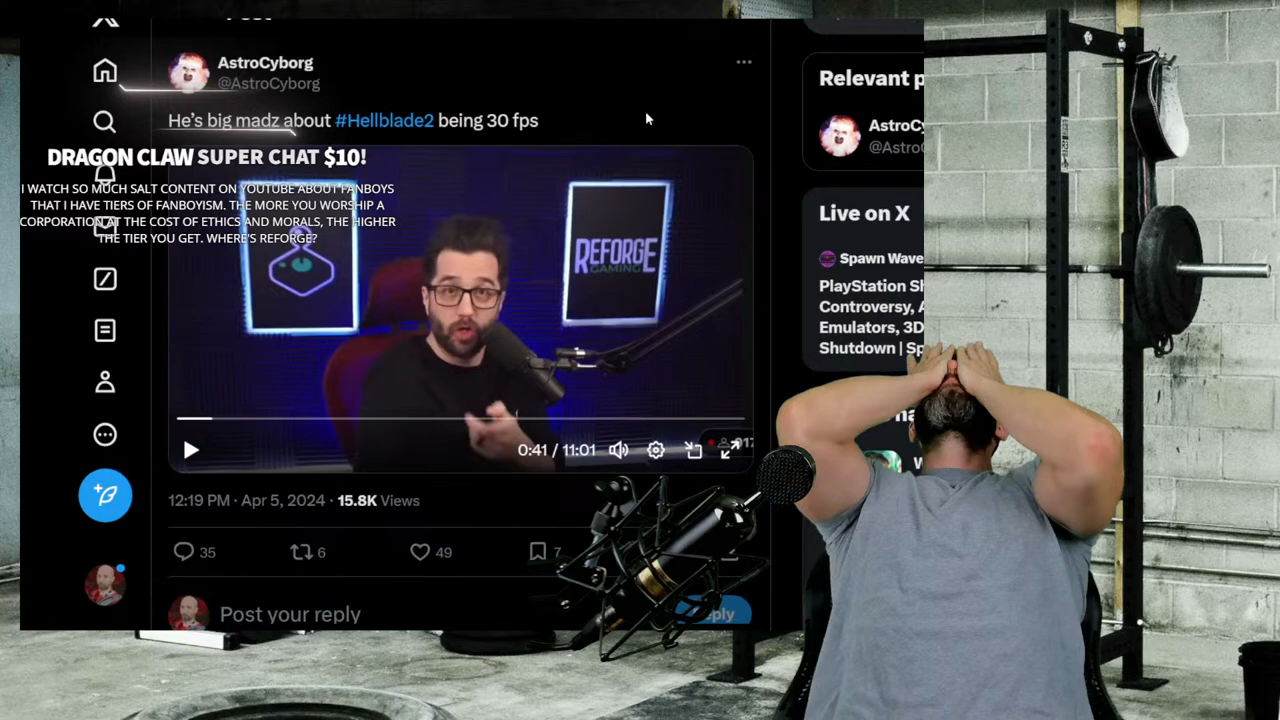 AstroCyborg
@AstroCyborg
He's big madz about #Hellblade2 being 30 fps
DRAGON CLAW SUPER CHAT $10!
I WATCH SO MUCH SALT CONTENT ON YOUTUBE ABOUT FANBOYS
THAT I HAVE TIERS OF FANBOYISM. THE MORE YOU WORSHIP A
CORPORATION AT THE COST OF ETHICS AND MORALS, THE HIGHER
THE TIER YOU GET. WHERE'S REFORGE?
REFORGE
GAMING
0:41 / 11:01
12:19 PM · Apr 5, 2024 · 15.8K Views
35
6
49
7
Post your reply
Relevant p
AstroCy
@AstroC
Live on X
Spawn Wave
PlayStation Sh
Controversy, A
Emulators, 3D
Shutdown | Sp